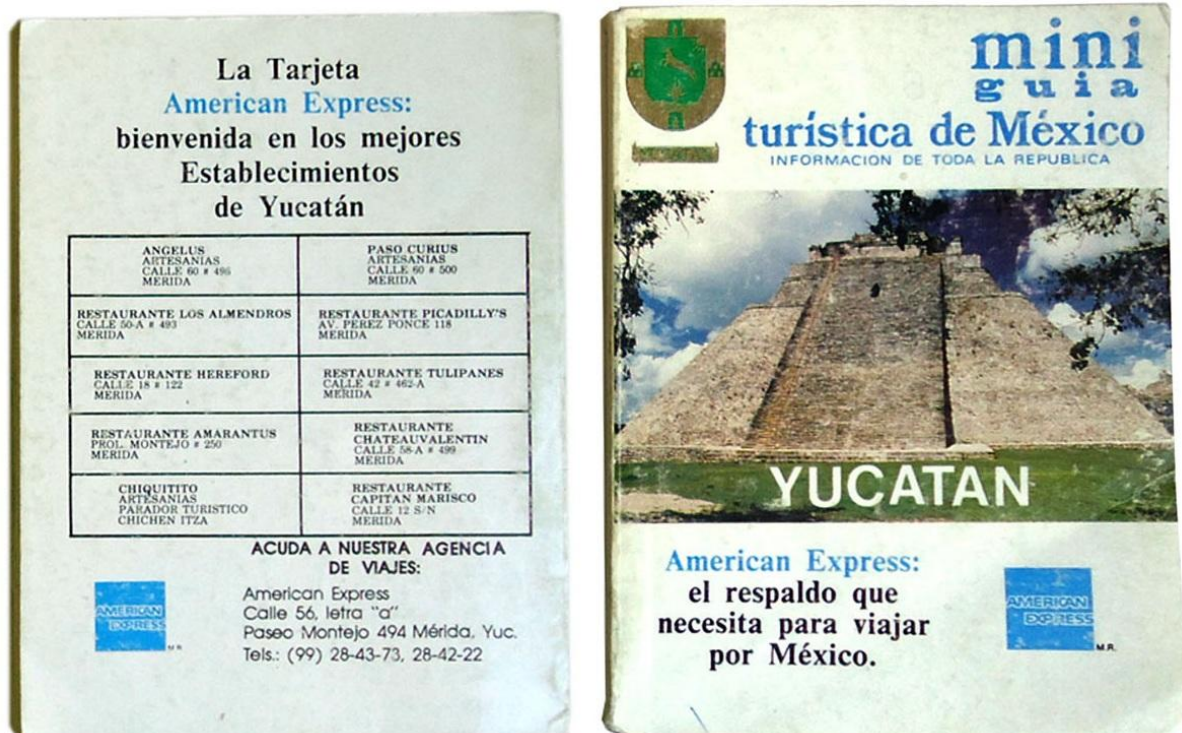 La Tarjeta
American Express:
bienvenida en los mejores
Establecimientos
de Yucatán
ANGELUS
ARTESANIAS
CALLE 60 # 496
MERIDA
PASO CURIUS
ARTESANIAS
CALLE 60 # 500
MERIDA
RESTAURANTE LOS ALMENDROS
CALLE 50-A # 493
MERIDA
RESTAURANTE PICADILLY'S
AV. PEREZ PONCE 118
MERIDA
RESTAURANTE HEREFORD
CALLE 18 # 122
MERIDA
RESTAURANTE TULIPANES
CALLE 42 # 462-A
MERIDA
RESTAURANTE AMARANTUS
PROL. MONTEJO # 250
MERIDA
RESTAURANTE
CHATEAUVALENTIN
CALLE 58-A # 499
MERIDA
CHIQUITITO
ARTESANIAS
PARADOR TURISTICO
CHICHEN ITZA
RESTAURANTE
CAPITAN MARISCO
CALLE 12 S/N
MERIDA
ACUDA A NUESTRA AGENCIA
DE VIAJES:
American Express
Calle 56, letra "a"
Paseo Montejo 494 Mérida, Yuc.
Tels.: (99) 28-43-73, 28-42-22
AMERICAN
EXPRESS
M.R.
mini
guia
turística de México
INFORMACION DE TODA LA REPUBLICA
YUCATAN
American Express:
el respaldo que
necesita para viajar
por México.
AMERICAN
EXPRESS
M.R.